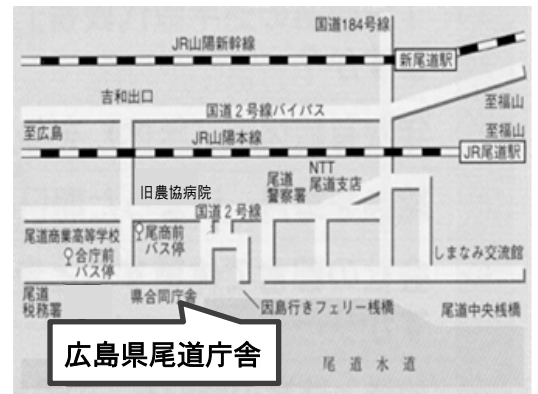 国道184号線
JR山陽新幹線
新尾道駅
吉和出口
国道2号線バイパス
至福山
至広島
JR山陽本線
至福山
JR尾道駅
NTT
尾道支店
尾道
警察署
旧農協病院
国道2号線
尾道商業高等学校
尾商前
バス停
合庁前
バス停
しまなみ交流館
尾道
税務署
県合同庁舎
因島行きフェリー桟橋
尾道中央桟橋
広島県尾道庁舎
尾道水道